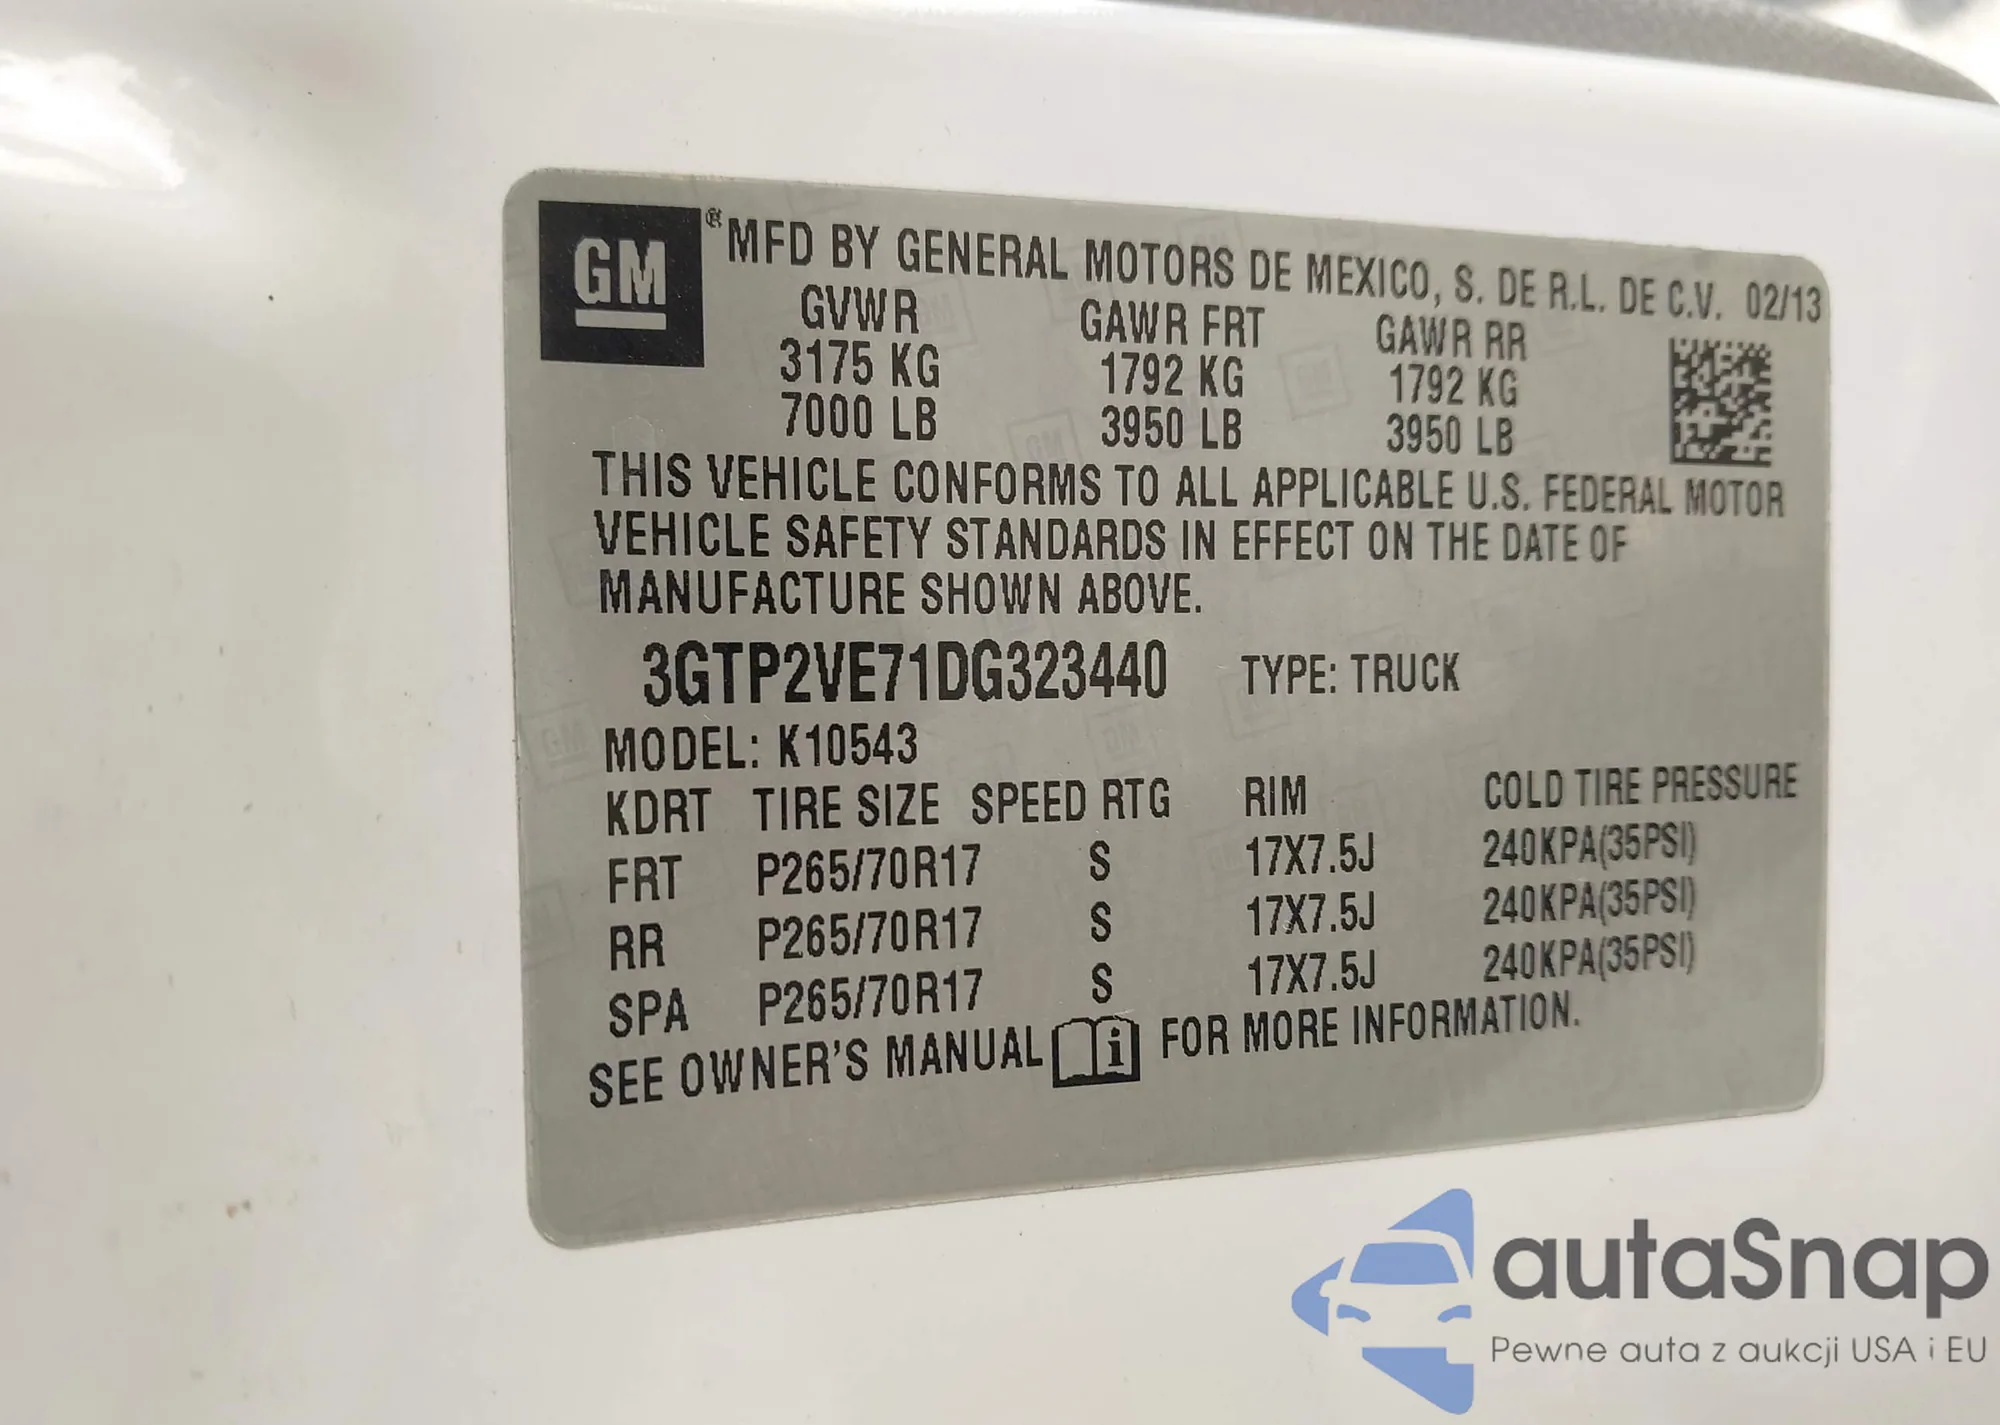 GM ® MFD BY GENERAL MOTORS DE MEXICO, S. DE R.L. DE C.V. 02/13
GVWR GAWR FRT GAWR RR
3175 KG 1792 KG 1792 KG
7000 LB 3950 LB 3950 LB
THIS VEHICLE CONFORMS TO ALL APPLICABLE U.S. FEDERAL MOTOR
VEHICLE SAFETY STANDARDS IN EFFECT ON THE DATE OF
MANUFACTURE SHOWN ABOVE.
3GTP2VE71DG323440 TYPE: TRUCK
MODEL: K10543
KDRT TIRE SIZE SPEED RTG RIM COLD TIRE PRESSURE
FRT P265/70R17 S 17X7.5J 240KPA(35PSI)
RR P265/70R17 S 17X7.5J 240KPA(35PSI)
SPA P265/70R17 S 17X7.5J 240KPA(35PSI)
SEE OWNER'S MANUAL i FOR MORE INFORMATION.
autaSnap
Pewne auta z aukcji USA i EU